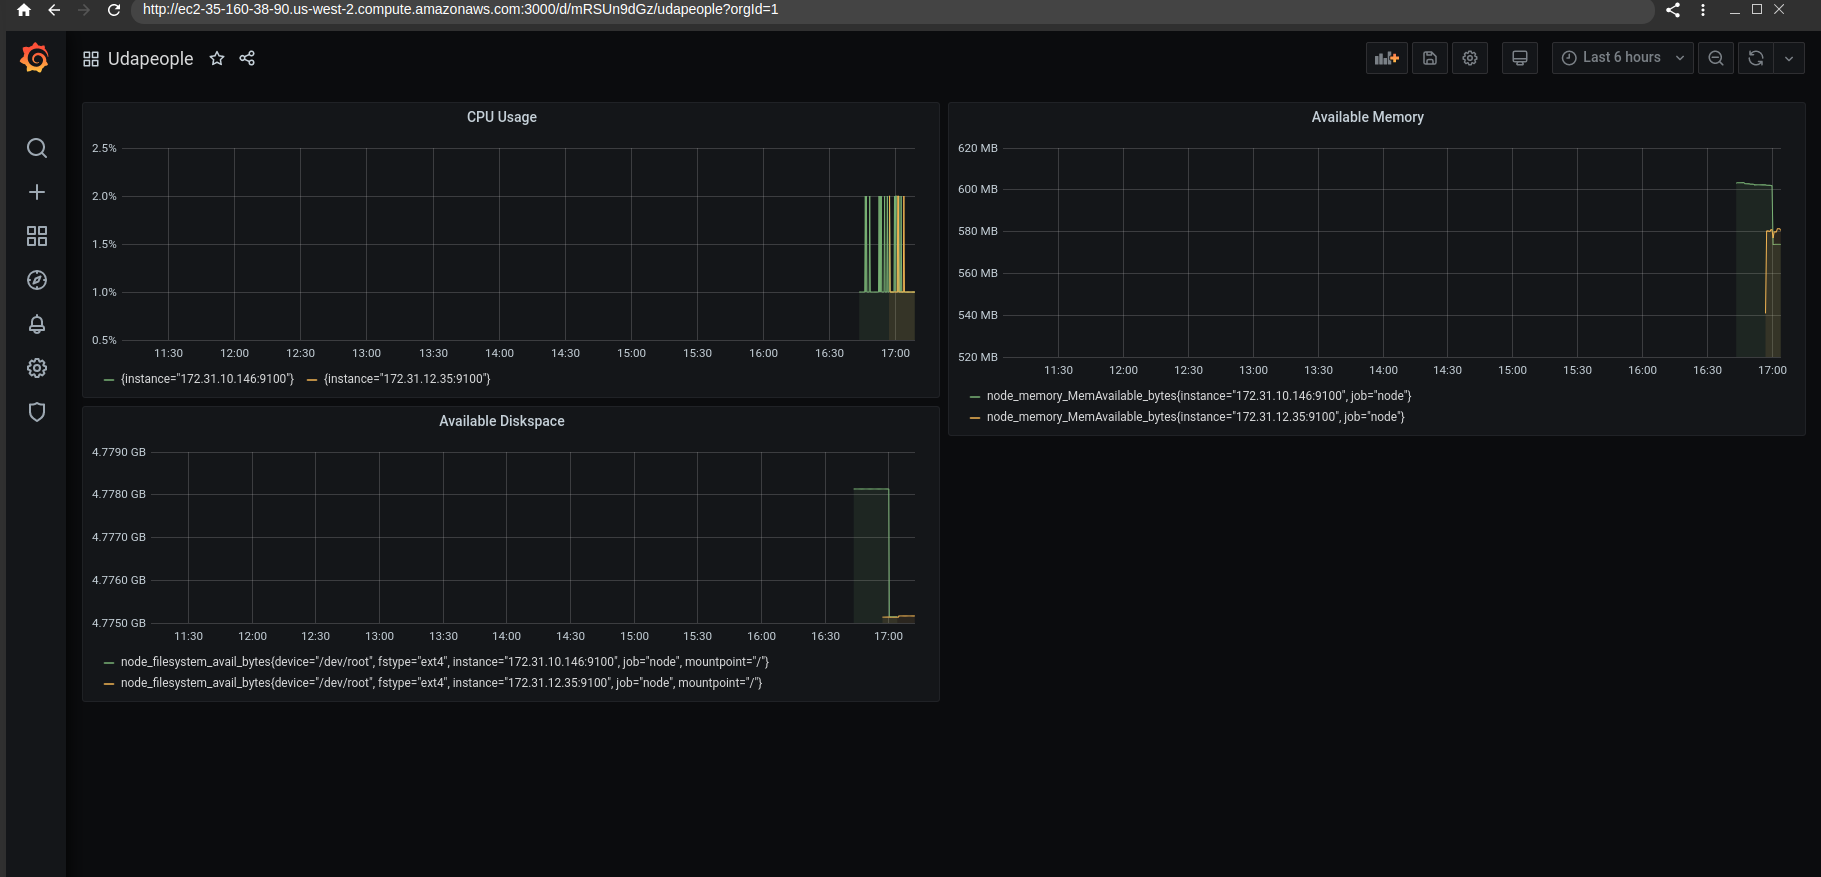 http://ec2-35-160-38-90.us-west-2.compute.amazonaws.com:3000/d/mRSUn9dGz/udapeople?orgId=1
Udapeople
Last 6 hours
CPU Usage
2.5%
2.0%
1.5%
1.0%
0.5%
11:30 12:00 12:30 13:00 13:30 14:00 14:30 15:00 15:30 16:00 16:30 17:00
{instance="172.31.10.146:9100"} {instance="172.31.12.35:9100"}
Available Memory
620 MB
600 MB
580 MB
560 MB
540 MB
520 MB
11:30 12:00 12:30 13:00 13:30 14:00 14:30 15:00 15:30 16:00 16:30 17:00
node_memory_MemAvailable_bytes{instance="172.31.10.146:9100", job="node"}
node_memory_MemAvailable_bytes{instance="172.31.12.35:9100", job="node"}
Available Diskspace
4.7790 GB
4.7780 GB
4.7770 GB
4.7760 GB
4.7750 GB
11:30 12:00 12:30 13:00 13:30 14:00 14:30 15:00 15:30 16:00 16:30 17:00
node_filesystem_avail_bytes{device="/dev/root", fstype="ext4", instance="172.31.10.146:9100", job="node", mountpoint="/"}
node_filesystem_avail_bytes{device="/dev/root", fstype="ext4", instance="172.31.12.35:9100", job="node", mountpoint="/"}